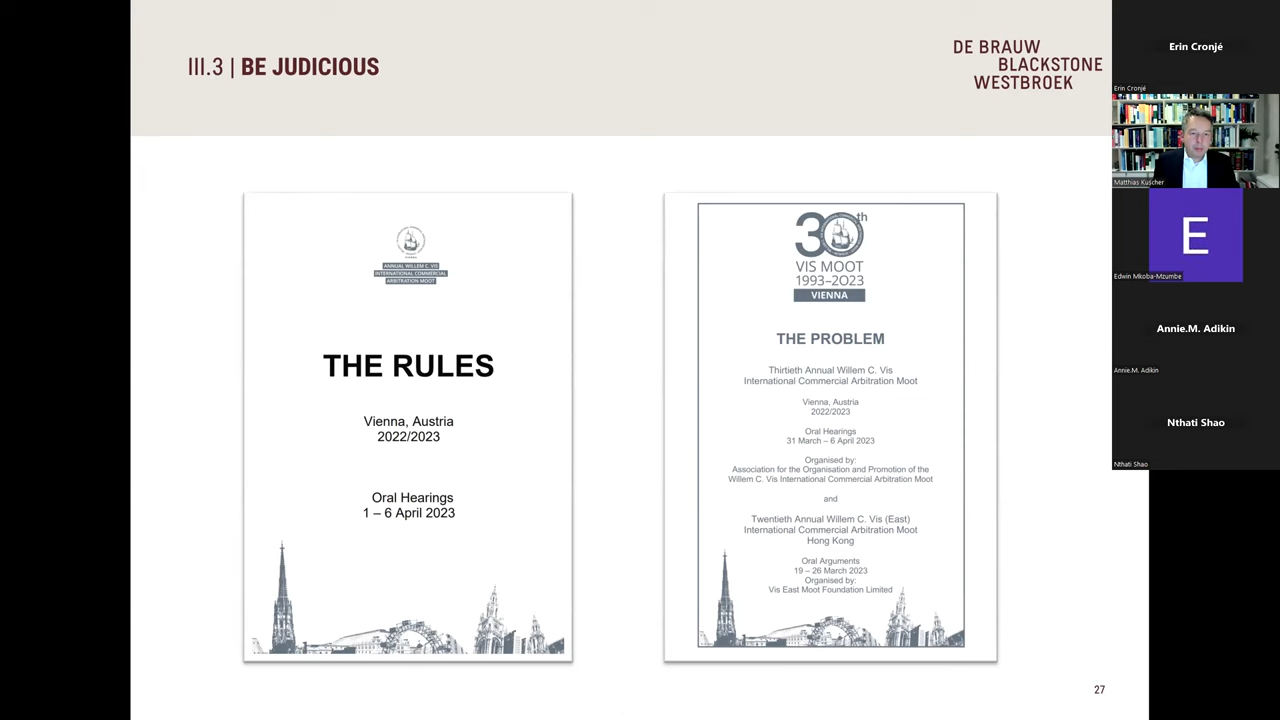 III.3 | BE JUDICIOUS
DE BRAUW
BLACKSTONE
WESTBROEK
ANNUAL WILLEM C. VIS
INTERNATIONAL COMMERCIAL
ARBITRATION MOOT
THE RULES
Vienna, Austria
2022/2023
Oral Hearings
1 – 6 April 2023
30th
VIS MOOT
1993-2023
VIENNA
THE PROBLEM
Thirtieth Annual Willem C. Vis
International Commercial Arbitration Moot
Vienna, Austria
2022/2023
Oral Hearings
31 March – 6 April 2023
Organised by:
Association for the Organisation and Promotion of the
Willem C. Vis International Commercial Arbitration Moot
and
Twentieth Annual Willem C. Vis (East)
International Commercial Arbitration Moot
Hong Kong
Oral Arguments
19 – 26 March 2023
Organised by:
Vis East Moot Foundation Limited
27
Erin Cronjé
Erin Cronjé
Matthias Kuscher
E
Edwin Mkoba-Mzumbe
Annie.M. Adikin
Annie.M. Adikin
Nthati Shao
Nthati Shao